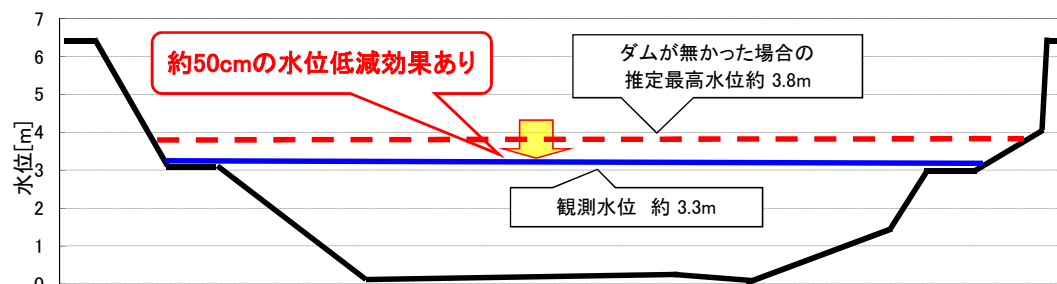 7
6
5
4
3
2
1
0
水位[m]
約50cmの水位低減効果あり
ダムが無かった場合の
推定最高水位約 3.8m
観測水位 約 3.3m